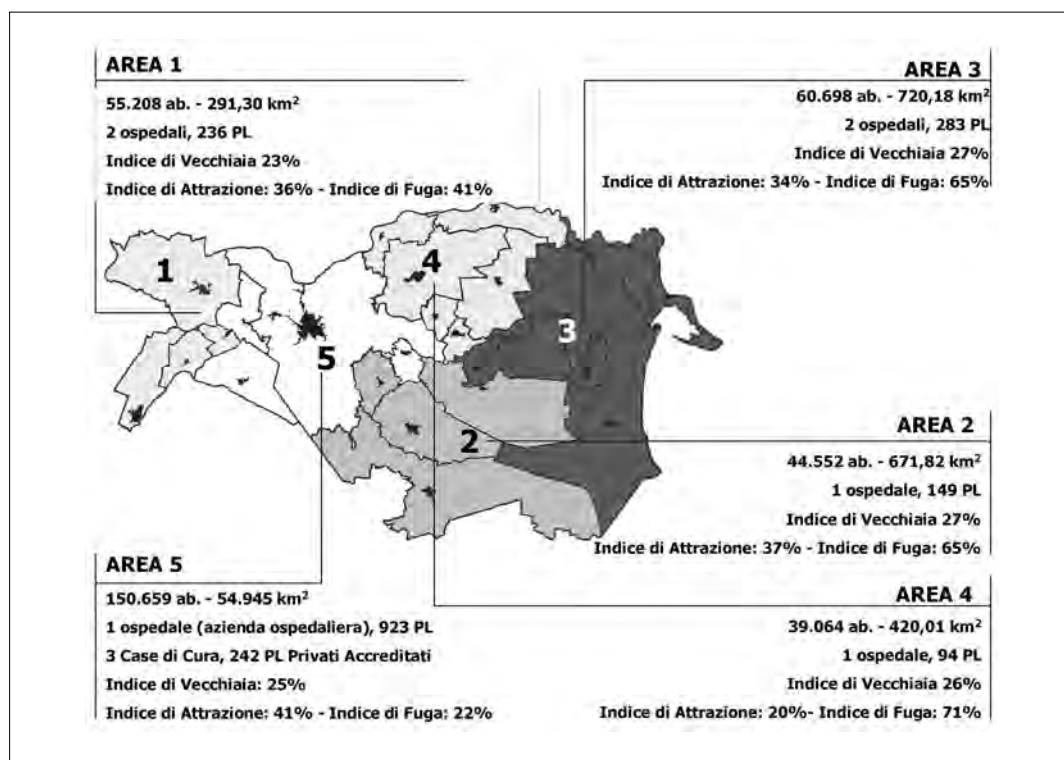 AREA 1
55.208 ab. - 291,30 km²
2 ospedali, 236 PL
Indice di Vecchiaia 23%
Indice di Attrazione: 36% - Indice di Fuga: 41%
AREA 3
60.698 ab. - 720,18 km²
2 ospedali, 283 PL
Indice di Vecchiaia 27%
Indice di Attrazione: 34% - Indice di Fuga: 65%
1
4
3
5
2
AREA 2
44.552 ab. - 671,82 km²
1 ospedale, 149 PL
Indice di Vecchiaia 27%
Indice di Attrazione: 37% - Indice di Fuga: 65%
AREA 5
150.659 ab. - 54.945 km²
1 ospedale (azienda ospedaliera), 923 PL
3 Case di Cura, 242 PL Privati Accreditati
Indice di Vecchiaia: 25%
Indice di Attrazione: 41% - Indice di Fuga: 22%
AREA 4
39.064 ab. - 420,01 km²
1 ospedale, 94 PL
Indice di Vecchiaia 26%
Indice di Attrazione: 20%- Indice di Fuga: 71%